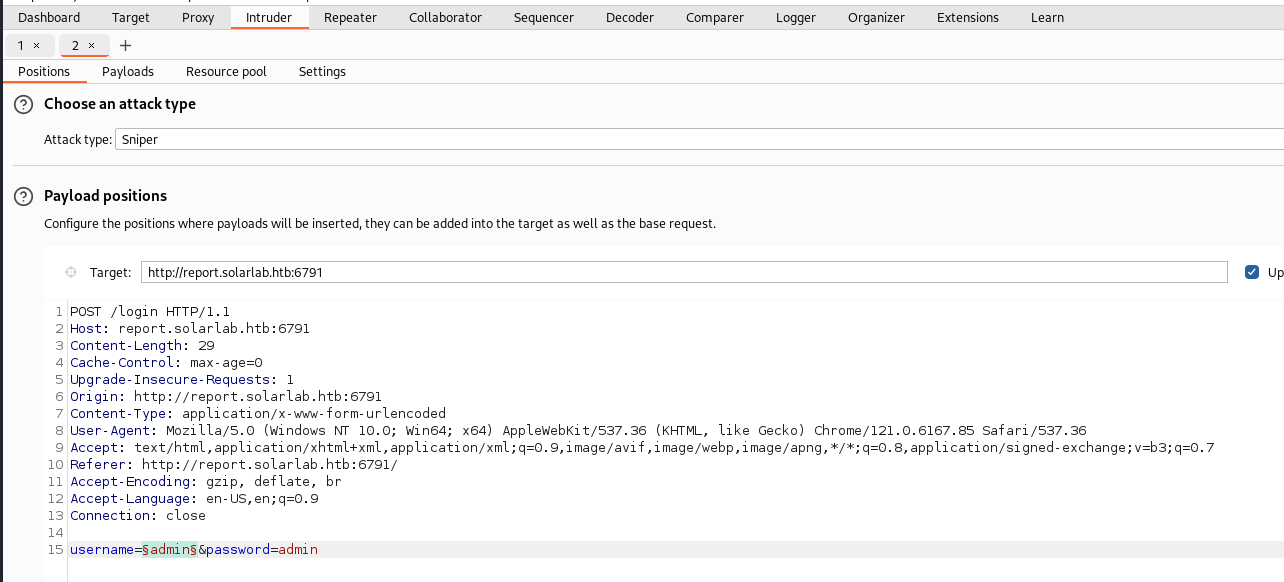 Dashboard Target Proxy Intruder Repeater Collaborator Sequencer Decoder Comparer Logger Organizer Extensions Learn
1 × 2 × +
Positions Payloads Resource pool Settings
? Choose an attack type
Attack type: Sniper
? Payload positions
Configure the positions where payloads will be inserted, they can be added into the target as well as the base request.
Target: http://report.solarlab.htb:6791 Up
1 POST /login HTTP/1.1
2 Host: report.solarlab.htb:6791
3 Content-Length: 29
4 Cache-Control: max-age=0
5 Upgrade-Insecure-Requests: 1
6 Origin: http://report.solarlab.htb:6791
7 Content-Type: application/x-www-form-urlencoded
8 User-Agent: Mozilla/5.0 (Windows NT 10.0; Win64; x64) AppleWebKit/537.36 (KHTML, like Gecko) Chrome/121.0.6167.85 Safari/537.36
9 Accept: text/html,application/xhtml+xml,application/xml;q=0.9,image/avif,image/webp,image/apng,*/*;q=0.8,application/signed-exchange;v=b3;q=0.7
10 Referer: http://report.solarlab.htb:6791/
11 Accept-Encoding: gzip, deflate, br
12 Accept-Language: en-US,en;q=0.9
13 Connection: close
14
15 username=§admin§&password=admin